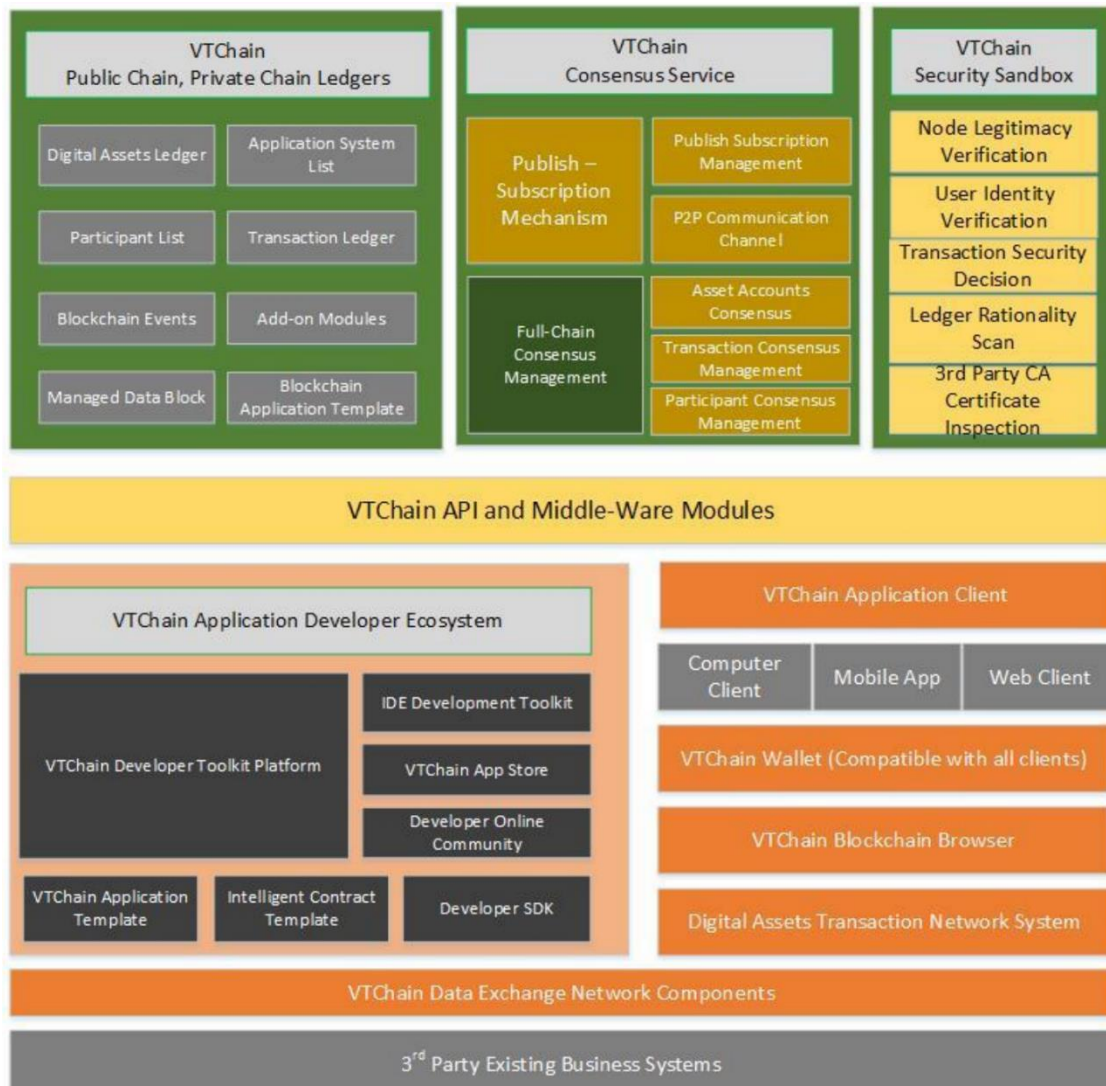 VTChain
Public Chain, Private Chain Ledgers
Digital Assets Ledger
Application System
List
Participant List
Transaction Ledger
Blockchain Events
Add-on Modules
Managed Data Block
Blockchain
Application Template
VTChain
Consensus Service
Publish –
Subscription
Mechanism
Publish Subscription
Management
P2P Communication
Channel
Full-Chain
Consensus
Management
Asset Accounts
Consensus
Transaction Consensus
Management
Participant Consensus
Management
VTChain
Security Sandbox
Node Legitimacy
Verification
User Identity
Verification
Transaction Security
Decision
Ledger Rationality
Scan
3rd Party CA
Certificate
Inspection
VTChain API and Middle-Ware Modules
VTChain Application Developer Ecosystem
VTChain Developer Toolkit Platform
IDE Development Toolkit
VTChain App Store
Developer Online
Community
VTChain Application
Template
Intelligent Contract
Template
Developer SDK
VTChain Application Client
Computer
Client
Mobile App
Web Client
VTChain Wallet (Compatible with all clients)
VTChain Blockchain Browser
Digital Assets Transaction Network System
VTChain Data Exchange Network Components
3rd Party Existing Business Systems